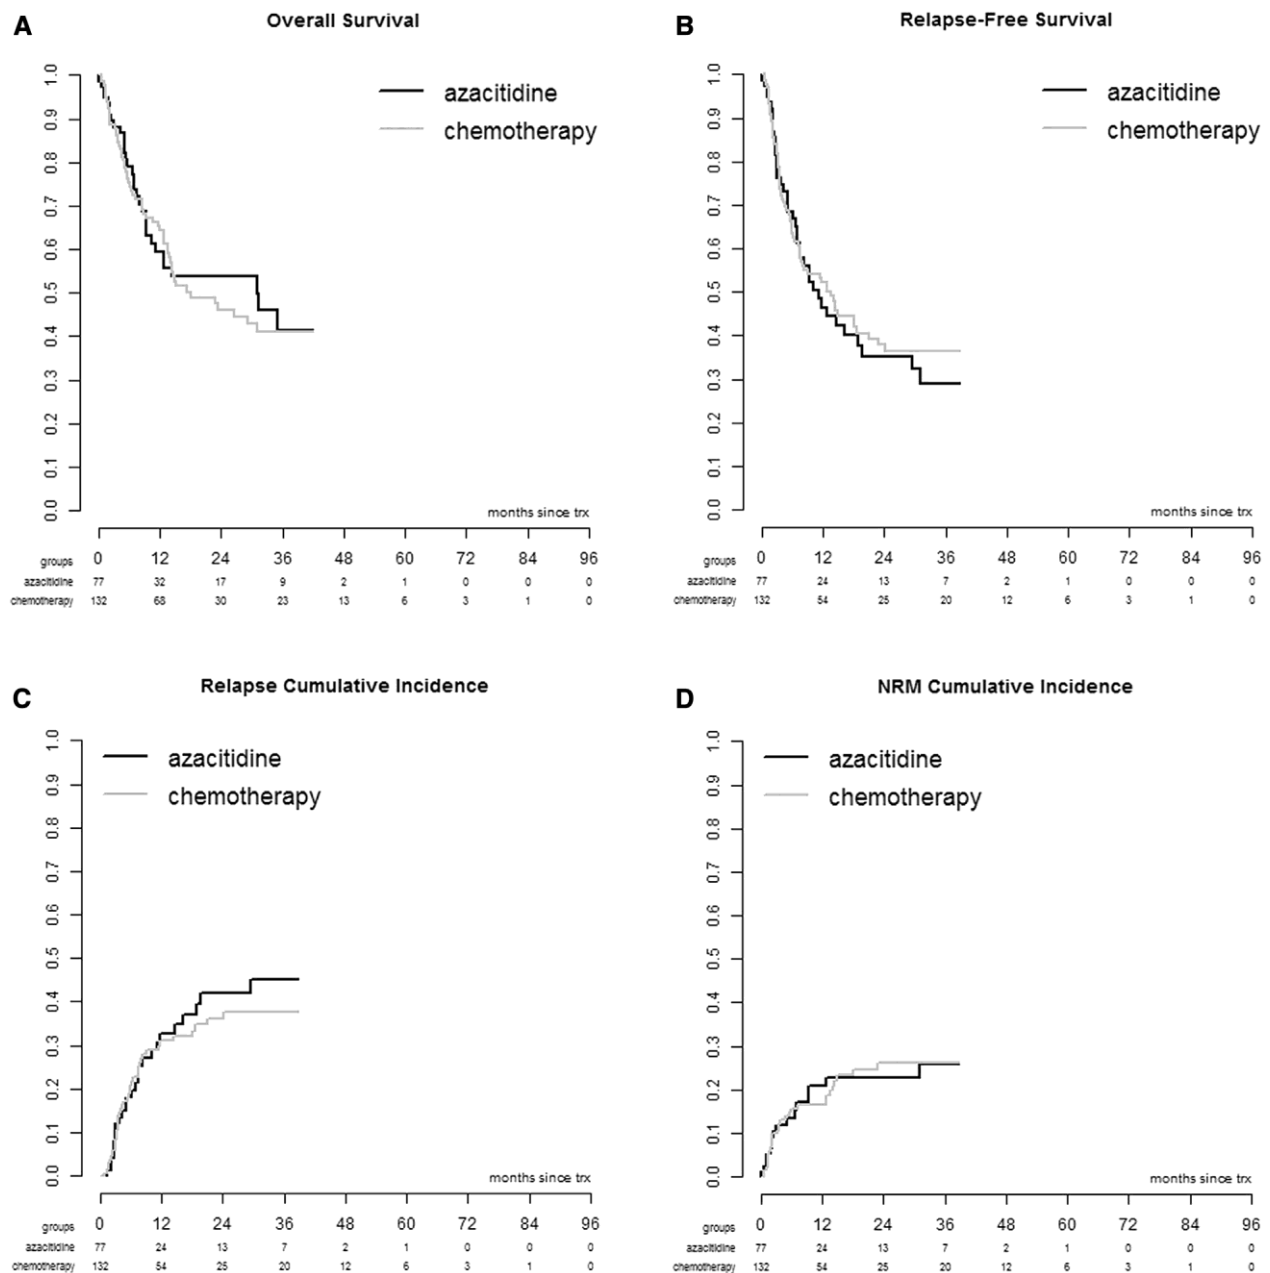 A
Overall Survival
1.0
0.9
0.8
0.7
0.6
0.5
0.4
0.3
0.2
0.1
0.0
azacitidine
chemotherapy
months since trx
0 12 24 36 48 60 72 84 96
groups
azacitidine 77 32 17 9 2 1 0 0 0
chemotherapy 132 68 30 23 13 6 3 1 0
B
Relapse-Free Survival
1.0
0.9
0.8
0.7
0.6
0.5
0.4
0.3
0.2
0.1
0.0
azacitidine
chemotherapy
months since trx
0 12 24 36 48 60 72 84 96
groups
azacitidine 77 24 13 7 2 1 0 0 0
chemotherapy 132 54 25 20 12 6 3 1 0
C
Relapse Cumulative Incidence
1.0
0.9
0.8
0.7
0.6
0.5
0.4
0.3
0.2
0.1
0.0
azacitidine
chemotherapy
months since trx
0 12 24 36 48 60 72 84 96
groups
azacitidine 77 24 13 7 2 1 0 0 0
chemotherapy 132 54 25 20 12 6 3 1 0
D
NRM Cumulative Incidence
1.0
0.9
0.8
0.7
0.6
0.5
0.4
0.3
0.2
0.1
0.0
azacitidine
chemotherapy
months since trx
0 12 24 36 48 60 72 84 96
groups
azacitidine 77 24 13 7 2 1 0 0 0
chemotherapy 132 54 25 20 12 6 3 1 0